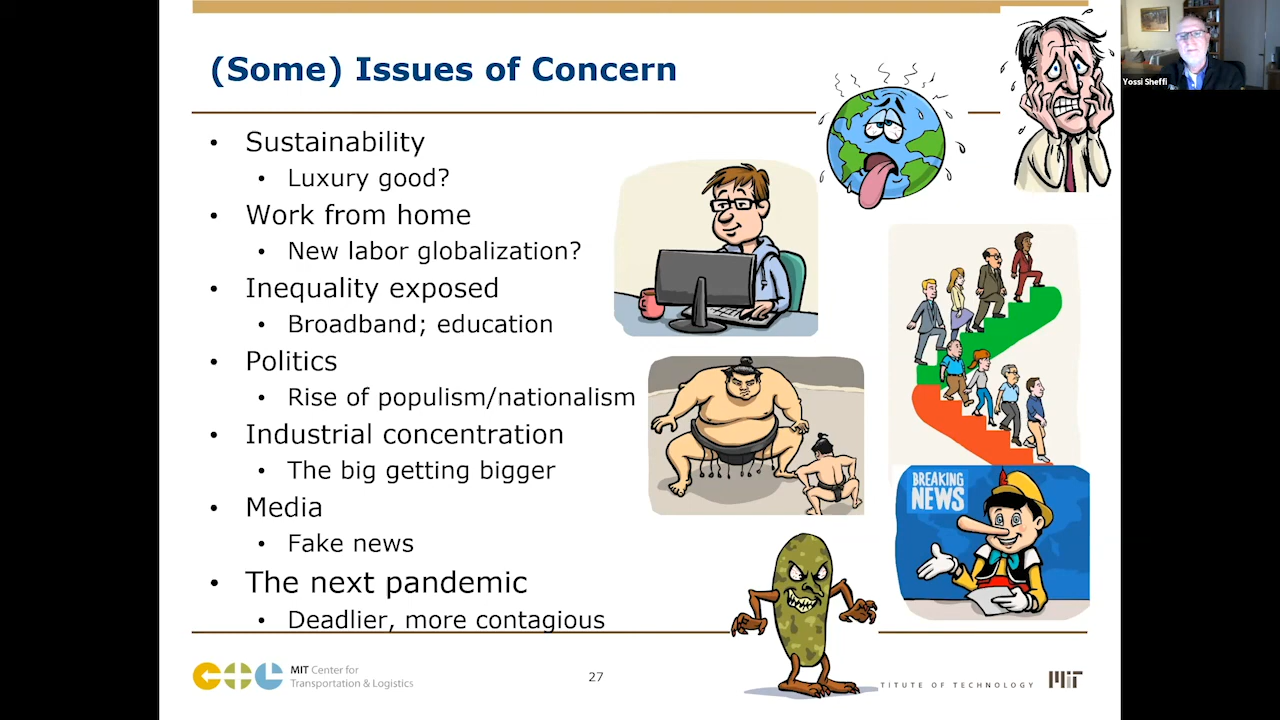 (Some) Issues of Concern
Yossi Sheffi
• Sustainability
• Luxury good?
• Work from home
• New labor globalization?
• Inequality exposed
• Broadband; education
• Politics
• Rise of populism/nationalism
• Industrial concentration
• The big getting bigger
• Media
• Fake news
• The next pandemic
• Deadlier, more contagious
BREAKING
NEWS
MIT Center for
Transportation & Logistics
27
TITUTE OF TECHNOLOGY
MIT